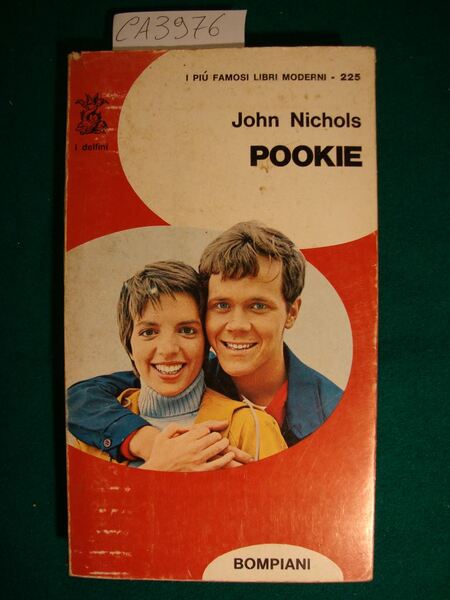 CA3976
I PIÚ FAMOSI LIBRI MODERNI - 225
John Nichols
POOKIE
I delfini
BOMPIANI